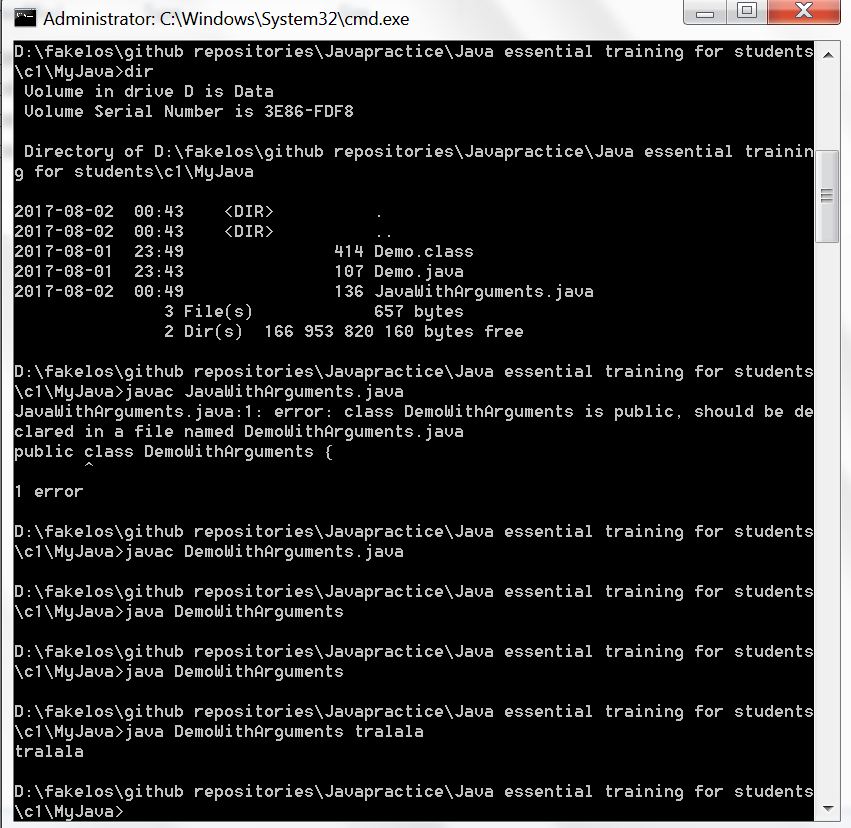 Administrator: C:\Windows\System32\cmd.exe
D:\fakelos\github repositories\Javapractice\Java essential training for students
\c1\MyJava>dir
 Volume in drive D is Data
 Volume Serial Number is 3E86-FDF8

 Directory of D:\fakelos\github repositories\Javapractice\Java essential trainin
g for students\c1\MyJava

2017-08-02  00:43    <DIR>          .
2017-08-02  00:43    <DIR>          ..
2017-08-01  23:49               414 Demo.class
2017-08-01  23:43               107 Demo.java
2017-08-02  00:49               136 JavaWithArguments.java
               3 File(s)            657 bytes
               2 Dir(s)  166 953 820 160 bytes free

D:\fakelos\github repositories\Javapractice\Java essential training for students
\c1\MyJava>javac JavaWithArguments.java
JavaWithArguments.java:1: error: class DemoWithArguments is public, should be de
clared in a file named DemoWithArguments.java
public class DemoWithArguments {
       ^
1 error

D:\fakelos\github repositories\Javapractice\Java essential training for students
\c1\MyJava>javac DemoWithArguments.java

D:\fakelos\github repositories\Javapractice\Java essential training for students
\c1\MyJava>java DemoWithArguments

D:\fakelos\github repositories\Javapractice\Java essential training for students
\c1\MyJava>java DemoWithArguments

D:\fakelos\github repositories\Javapractice\Java essential training for students
\c1\MyJava>java DemoWithArguments tralala
tralala

D:\fakelos\github repositories\Javapractice\Java essential training for students
\c1\MyJava>